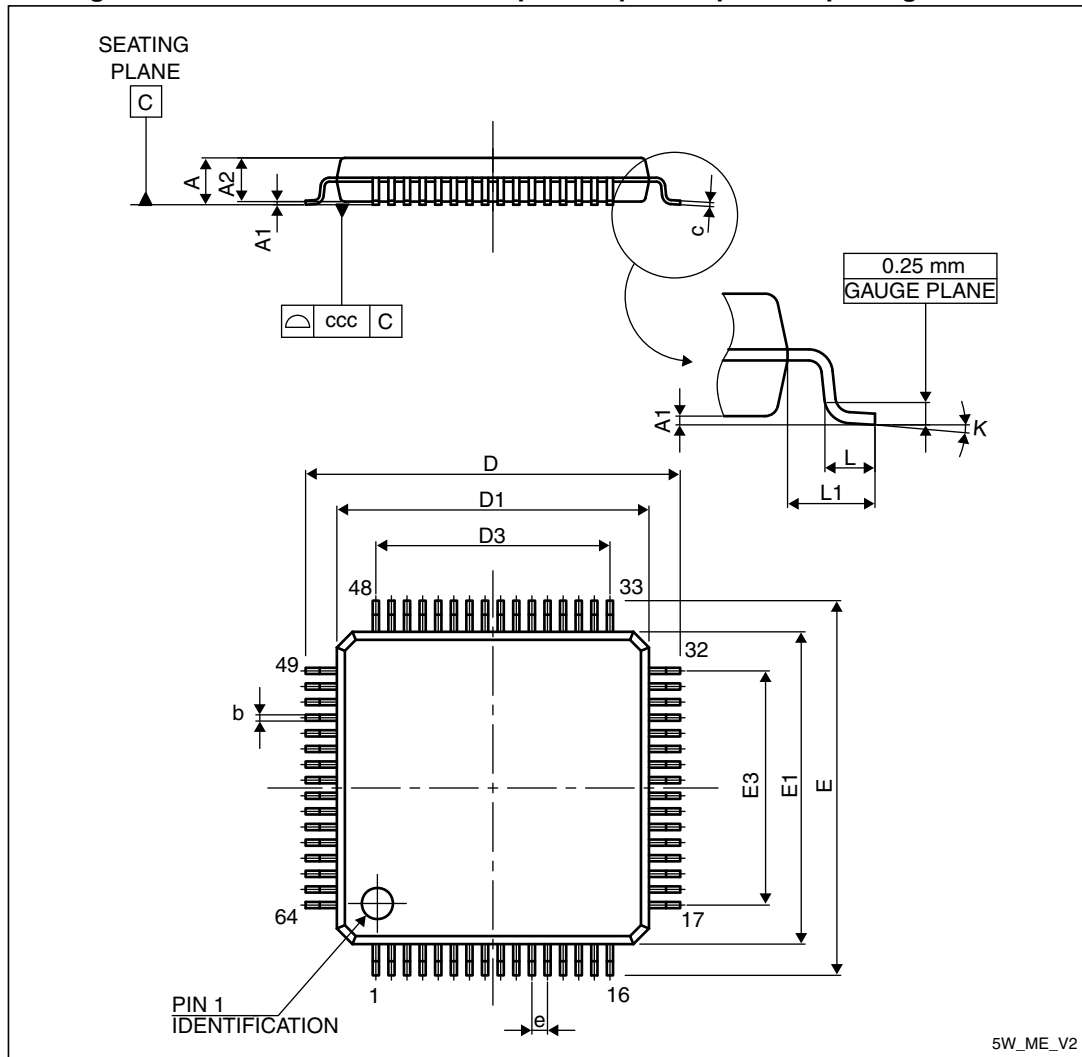 SEATING
PLANE
C
A
A2
A1
c
ccc C
0.25 mm
GAUGE PLANE
A1
K
L
L1
D
D1
D3
48
33
49
32
b
E3
E1
E
64
17
PIN 1
IDENTIFICATION
1
16
e
5W_ME_V2